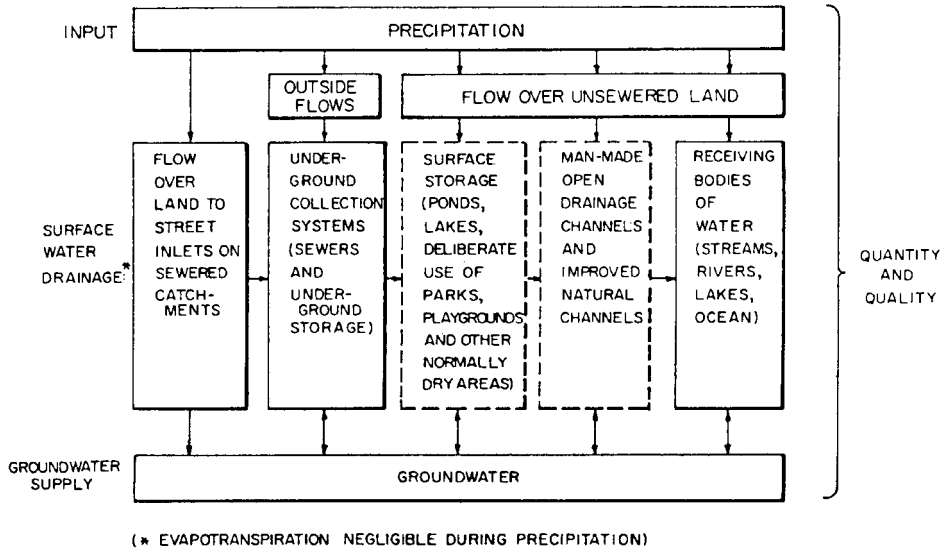 INPUT
PRECIPITATION
OUTSIDE
FLOWS
FLOW OVER UNSEWERED LAND
SURFACE
WATER
DRAINAGE:*
FLOW
OVER
LAND TO
STREET
INLETS ON
SEWERED
CATCH-
MENTS
UNDER-
GROUND
COLLECTION
SYSTEMS
(SEWERS
AND
UNDER-
GROUND
STORAGE)
SURFACE
STORAGE
(PONDS,
LAKES,
DELIBERATE
USE OF
PARKS,
PLAYGROUNDS
AND OTHER
NORMALLY
DRY AREAS)
MAN-MADE
OPEN
DRAINAGE
CHANNELS
AND
IMPROVED
NATURAL
CHANNELS
RECEIVING
BODIES
OF
WATER
(STREAMS,
RIVERS,
LAKES,
OCEAN)
QUANTITY
AND
QUALITY
GROUNDWATER
SUPPLY
GROUNDWATER
(* EVAPOTRANSPIRATION NEGLIGIBLE DURING PRECIPITATION)